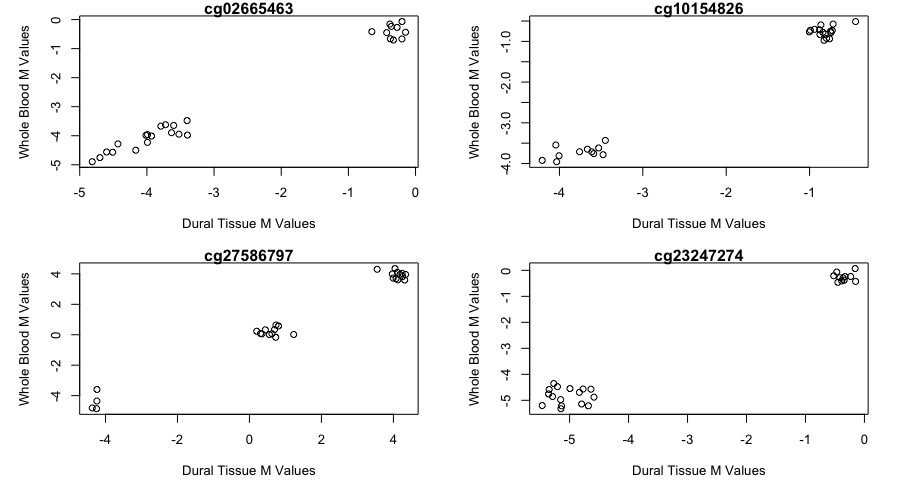 cg02665463
Whole Blood M Values
0
-1
-2
-3
-4
-5
-5 -4 -3 -2 -1 0
Dural Tissue M Values
cg10154826
Whole Blood M Values
-1.0
-2.0
-3.0
-4.0
-4 -3 -2 -1
Dural Tissue M Values
cg27586797
Whole Blood M Values
4
2
0
-2
-4
-4 -2 0 2 4
Dural Tissue M Values
cg23247274
Whole Blood M Values
0
-1
-2
-3
-4
-5
-5 -4 -3 -2 -1 0
Dural Tissue M Values